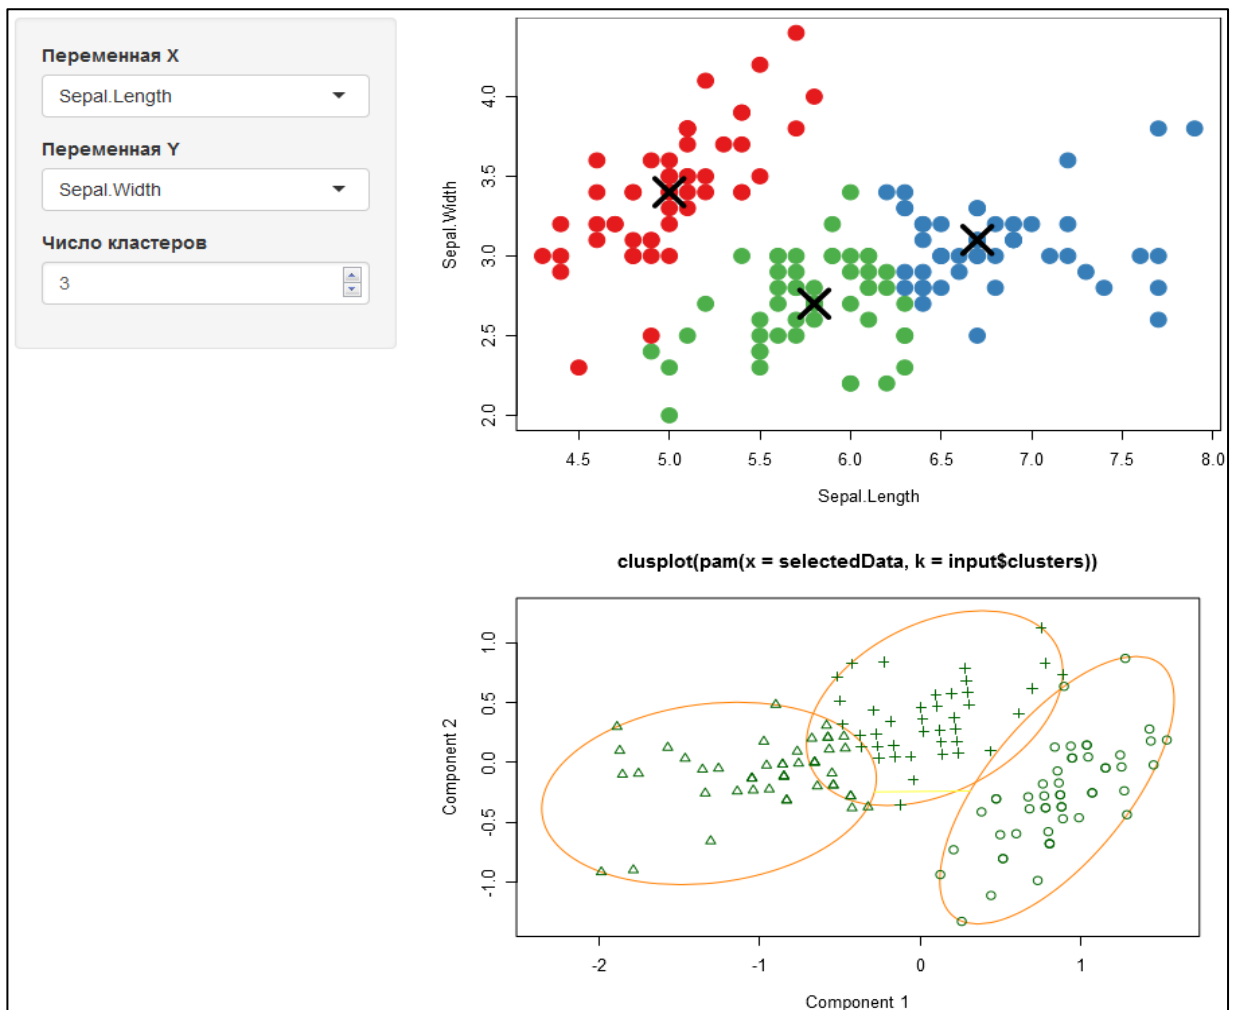 Переменная X
Sepal.Length
Переменная Y
Sepal.Width
Число кластеров
3
Sepal.Width
4.0
3.5
3.0
2.5
2.0
4.5 5.0 5.5 6.0 6.5 7.0 7.5 8.0
Sepal.Length
clusplot(pam(x = selectedData, k = input$clusters))
Component 2
1.0
0.5
0.0
-0.5
-1.0
-2 -1 0 1
Component 1